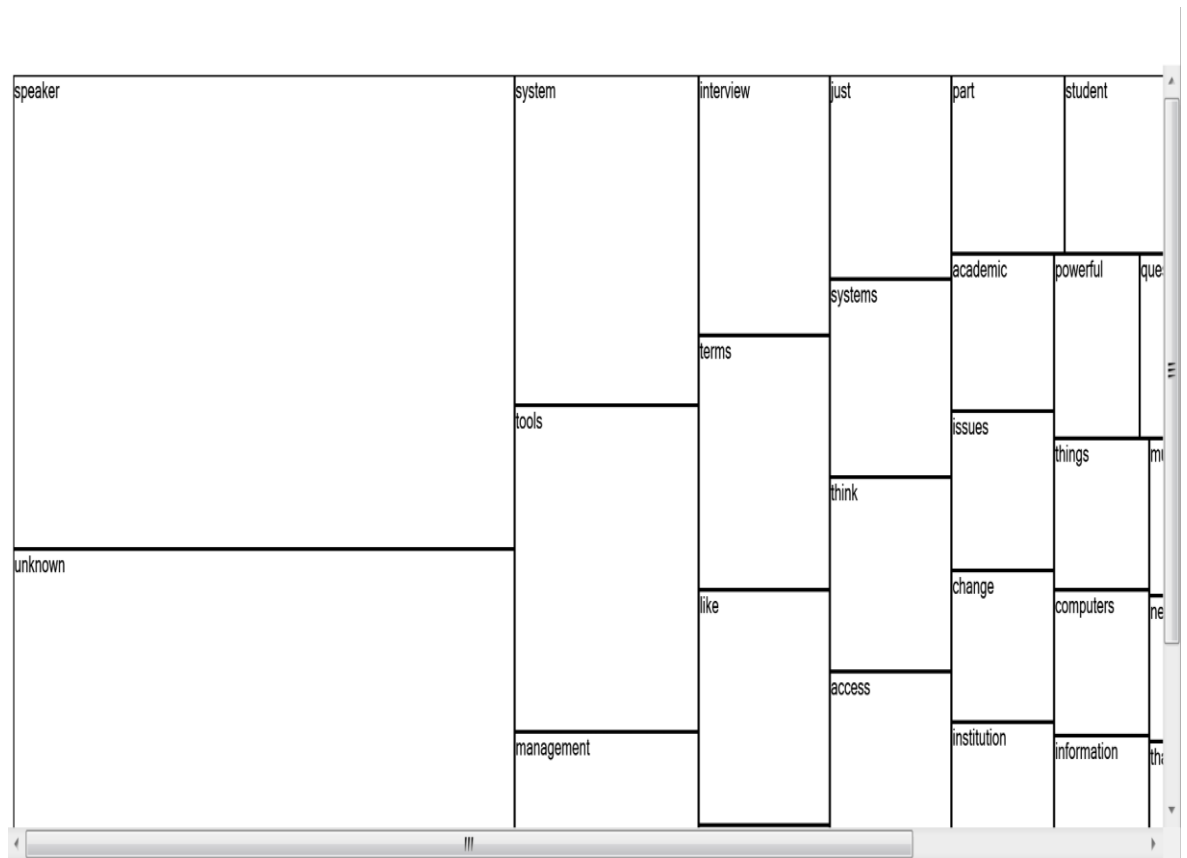 speaker
system
interview
just
part
student
academic
powerful
systems
terms
tools
issues
things
think
unknown
change
like
computers
access
institution
management
information